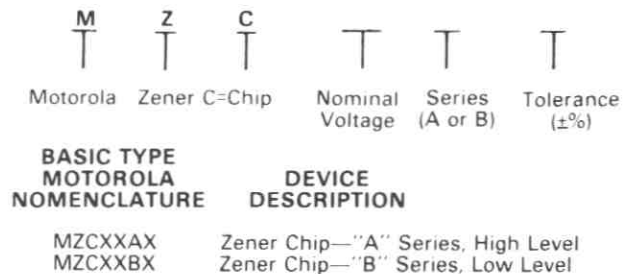 M Z C
Motorola Zener C=Chip Nominal Voltage Series (A or B) Tolerance (±%)
BASIC TYPE
MOTOROLA DEVICE
NOMENCLATURE DESCRIPTION
MZCXXAX Zener Chip—"A" Series, High Level
MZCXXBX Zener Chip—"B" Series, Low Level